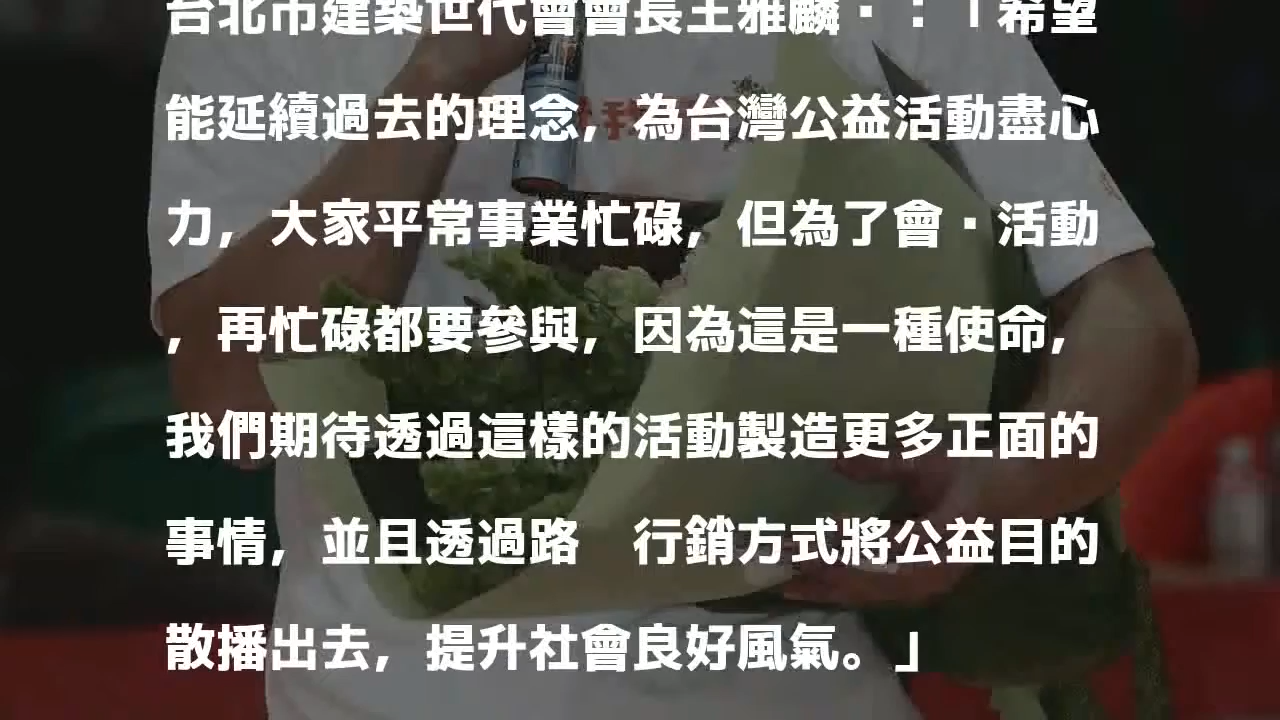 台北市建築世代會會長王雅麟▪：「希望
能延續過去的理念，為台灣公益活動盡心
力，大家平常事業忙碌，但為了會▪活動
，再忙碌都要參與，因為這是一種使命，
我們期待透過這樣的活動製造更多正面的
事情，並且透過路　行銷方式將公益目的
散播出去，提升社會良好風氣。」